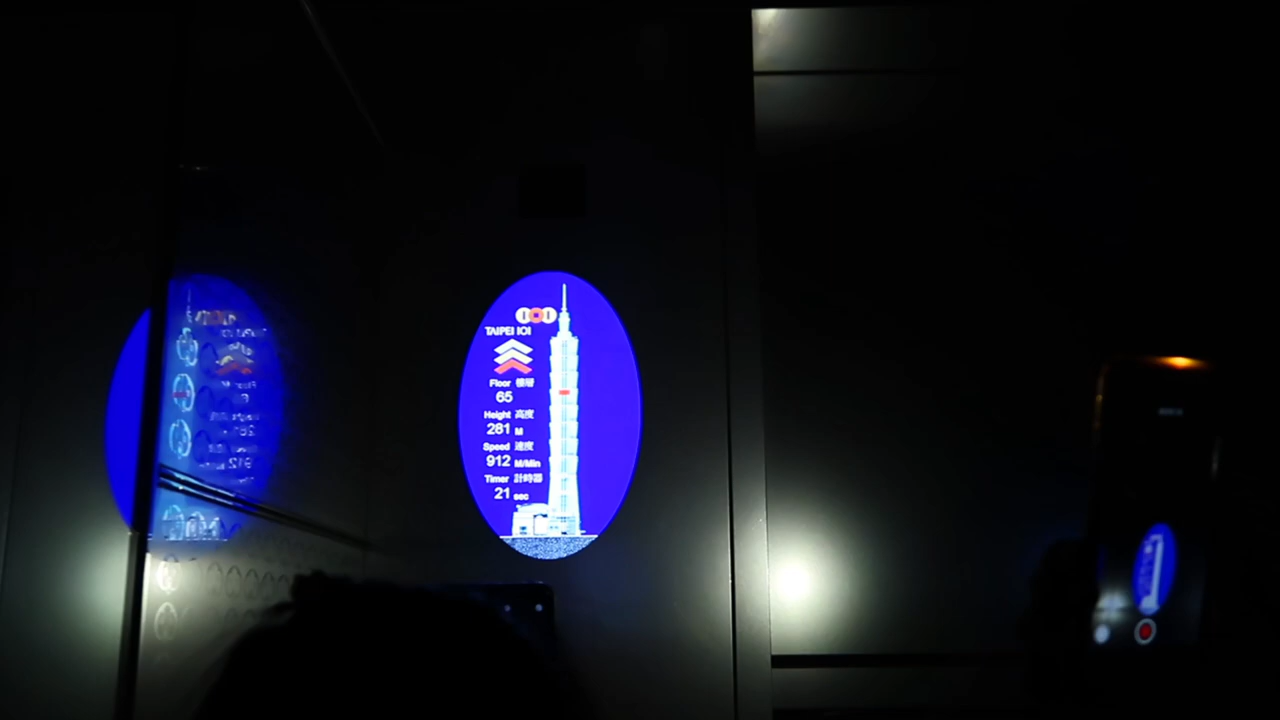 TAIPEI 101
Floor 樓層
65
Height 高度
281 M
Speed 速度
912 M/Min
Timer 計時器
21 sec